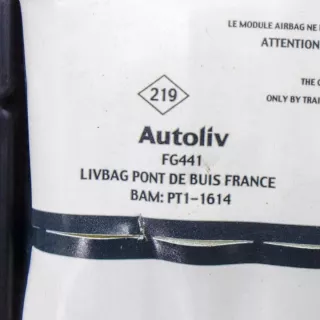 LE MODULE AIRBAG NE
ATTENTION
THE
ONLY BY TRAI
219
Autoliv
FG441
LIVBAG PONT DE BUIS FRANCE
BAM: PT1-1614